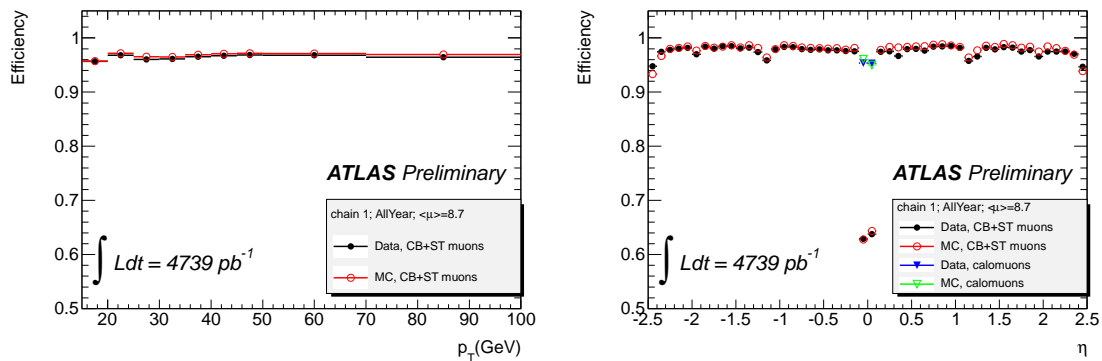 Efficiency
1
0.9
0.8
0.7
0.6
0.5
ATLAS Preliminary
chain 1; AllYear; <μ>=8.7
Data, CB+ST muons
MC, CB+ST muons
∫ Ldt = 4739 pb⁻¹
20 30 40 50 60 70 80 90 100
p_T(GeV)
Efficiency
1
0.9
0.8
0.7
0.6
0.5
ATLAS Preliminary
chain 1; AllYear; <μ>=8.7
Data, CB+ST muons
MC, CB+ST muons
Data, calomuons
MC, calomuons
∫ Ldt = 4739 pb⁻¹
-2.5 -2 -1.5 -1 -0.5 0 0.5 1 1.5 2 2.5
η